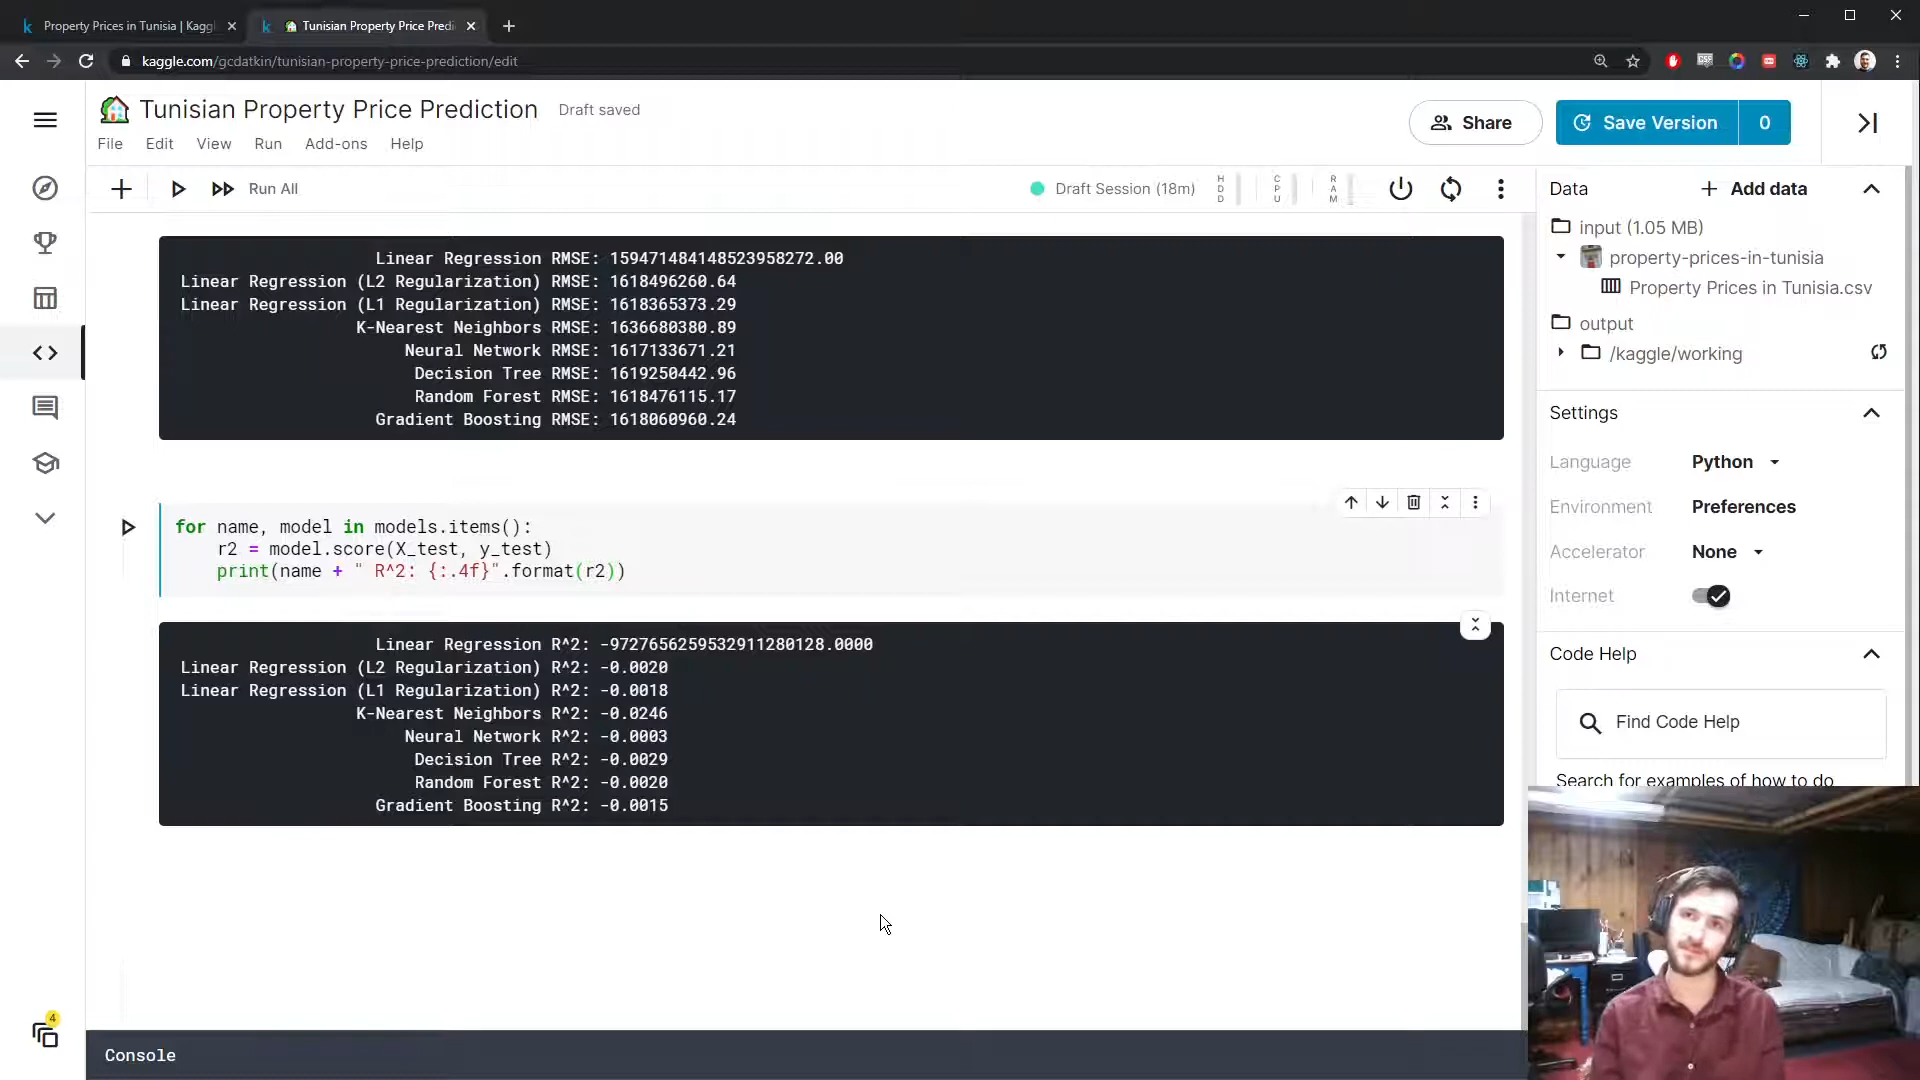 Property Prices in Tunisia | Kaggl
Tunisian Property Price Predi
kaggle.com/gcdatkin/tunisian-property-price-prediction/edit
Tunisian Property Price Prediction
Draft saved
Share
Save Version
0
File
Edit
View
Run
Add-ons
Help
Run All
Draft Session (18m)
HDD
CPU
RAM
Data
Add data
input (1.05 MB)
property-prices-in-tunisia
Property Prices in Tunisia.csv
output
/kaggle/working
Linear Regression RMSE: 159471484148523958272.00
Linear Regression (L2 Regularization) RMSE: 1618496260.64
Linear Regression (L1 Regularization) RMSE: 1618365373.29
K-Nearest Neighbors RMSE: 1636680380.89
Neural Network RMSE: 1617133671.21
Decision Tree RMSE: 1619250442.96
Random Forest RMSE: 1618476115.17
Gradient Boosting RMSE: 1618060960.24
Settings
Language
Python
Environment
Preferences
Accelerator
None
Internet
for name, model in models.items():
r2 = model.score(X_test, y_test)
print(name + " R^2: {:.4f}".format(r2))
Linear Regression R^2: -9727656259532911280128.0000
Linear Regression (L2 Regularization) R^2: -0.0020
Linear Regression (L1 Regularization) R^2: -0.0018
K-Nearest Neighbors R^2: -0.0246
Neural Network R^2: -0.0003
Decision Tree R^2: -0.0029
Random Forest R^2: -0.0020
Gradient Boosting R^2: -0.0015
Code Help
Find Code Help
Search for examples of how to do
4
Console